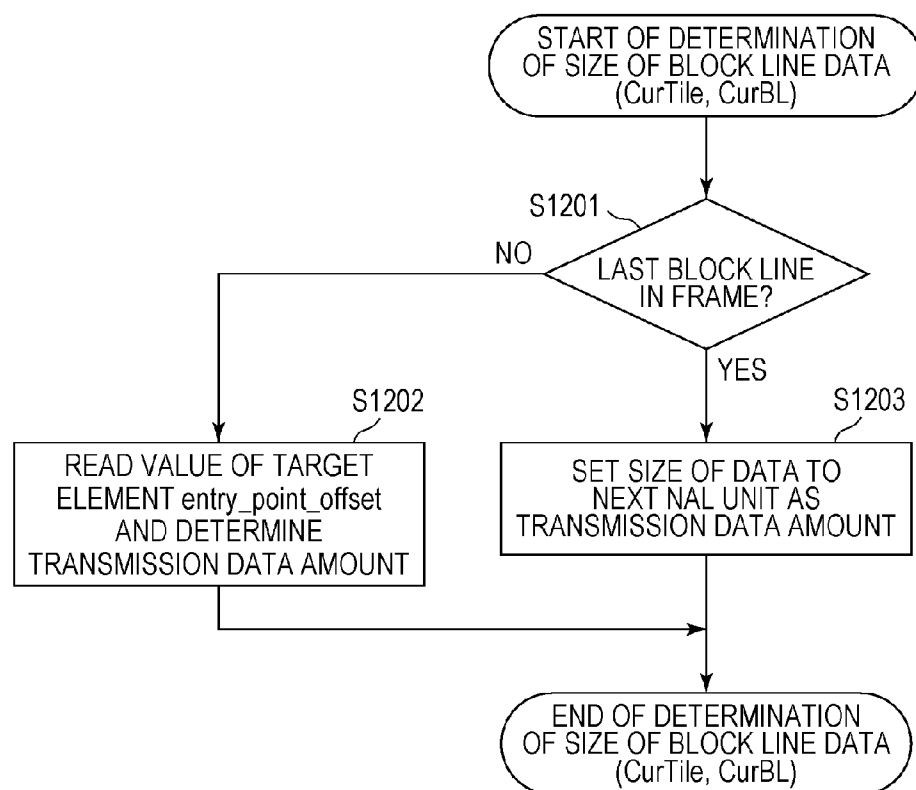 START OF DETERMINATION
OF SIZE OF BLOCK LINE DATA
(CurTile, CurBL)
S1201
NO
LAST BLOCK LINE
IN FRAME?
YES
S1202
READ VALUE OF TARGET
ELEMENT entry_point_offset
AND DETERMINE
TRANSMISSION DATA AMOUNT
S1203
SET SIZE OF DATA TO
NEXT NAL UNIT AS
TRANSMISSION DATA AMOUNT
END OF DETERMINATION
OF SIZE OF BLOCK LINE DATA
(CurTile, CurBL)